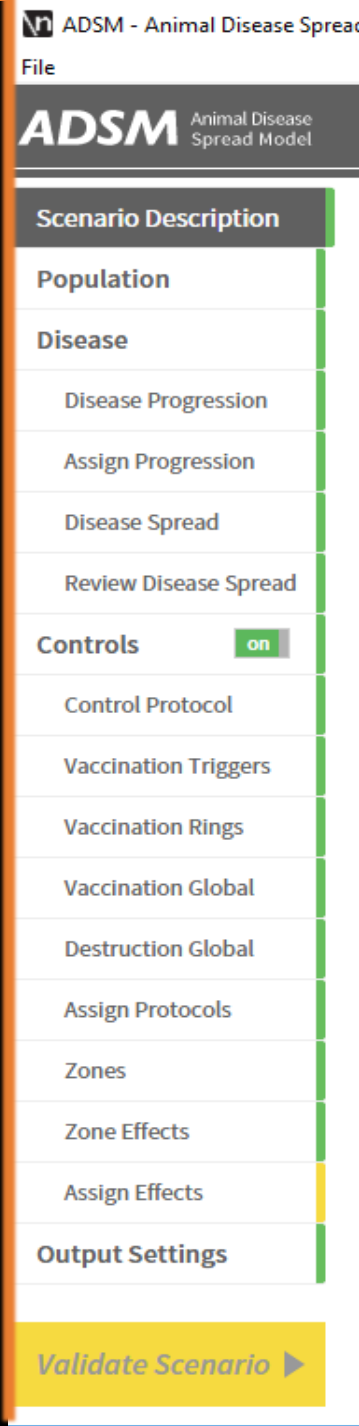 ADSM - Animal Disease Spread
File
ADSM Animal Disease
Spread Model
Scenario Description
Population
Disease
Disease Progression
Assign Progression
Disease Spread
Review Disease Spread
Controls on
Control Protocol
Vaccination Triggers
Vaccination Rings
Vaccination Global
Destruction Global
Assign Protocols
Zones
Zone Effects
Assign Effects
Output Settings
Validate Scenario